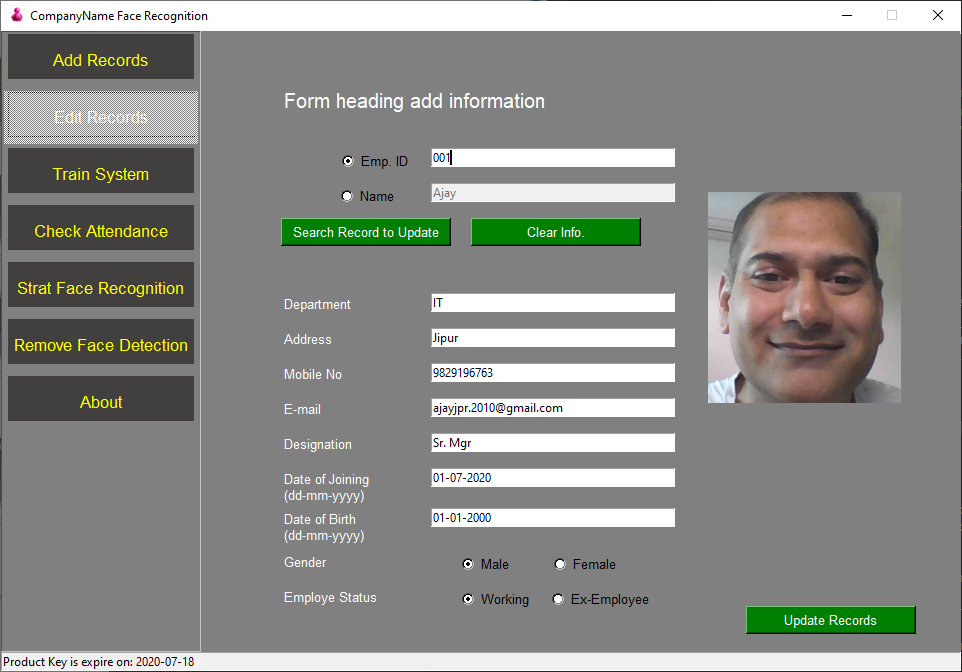 CompanyName Face Recognition
Add Records
Edit Records
Train System
Check Attendance
Strat Face Recognition
Remove Face Detection
About
Form heading add information
Emp. ID 001
Name Ajay
Search Record to Update Clear Info.
Department IT
Address Jipur
Mobile No 9829196763
E-mail ajayjpr.2010@gmail.com
Designation Sr. Mgr
Date of Joining 01-07-2020
(dd-mm-yyyy)
Date of Birth 01-01-2000
(dd-mm-yyyy)
Gender Male Female
Employe Status Working Ex-Employee
Update Records
Product Key is expire on: 2020-07-18